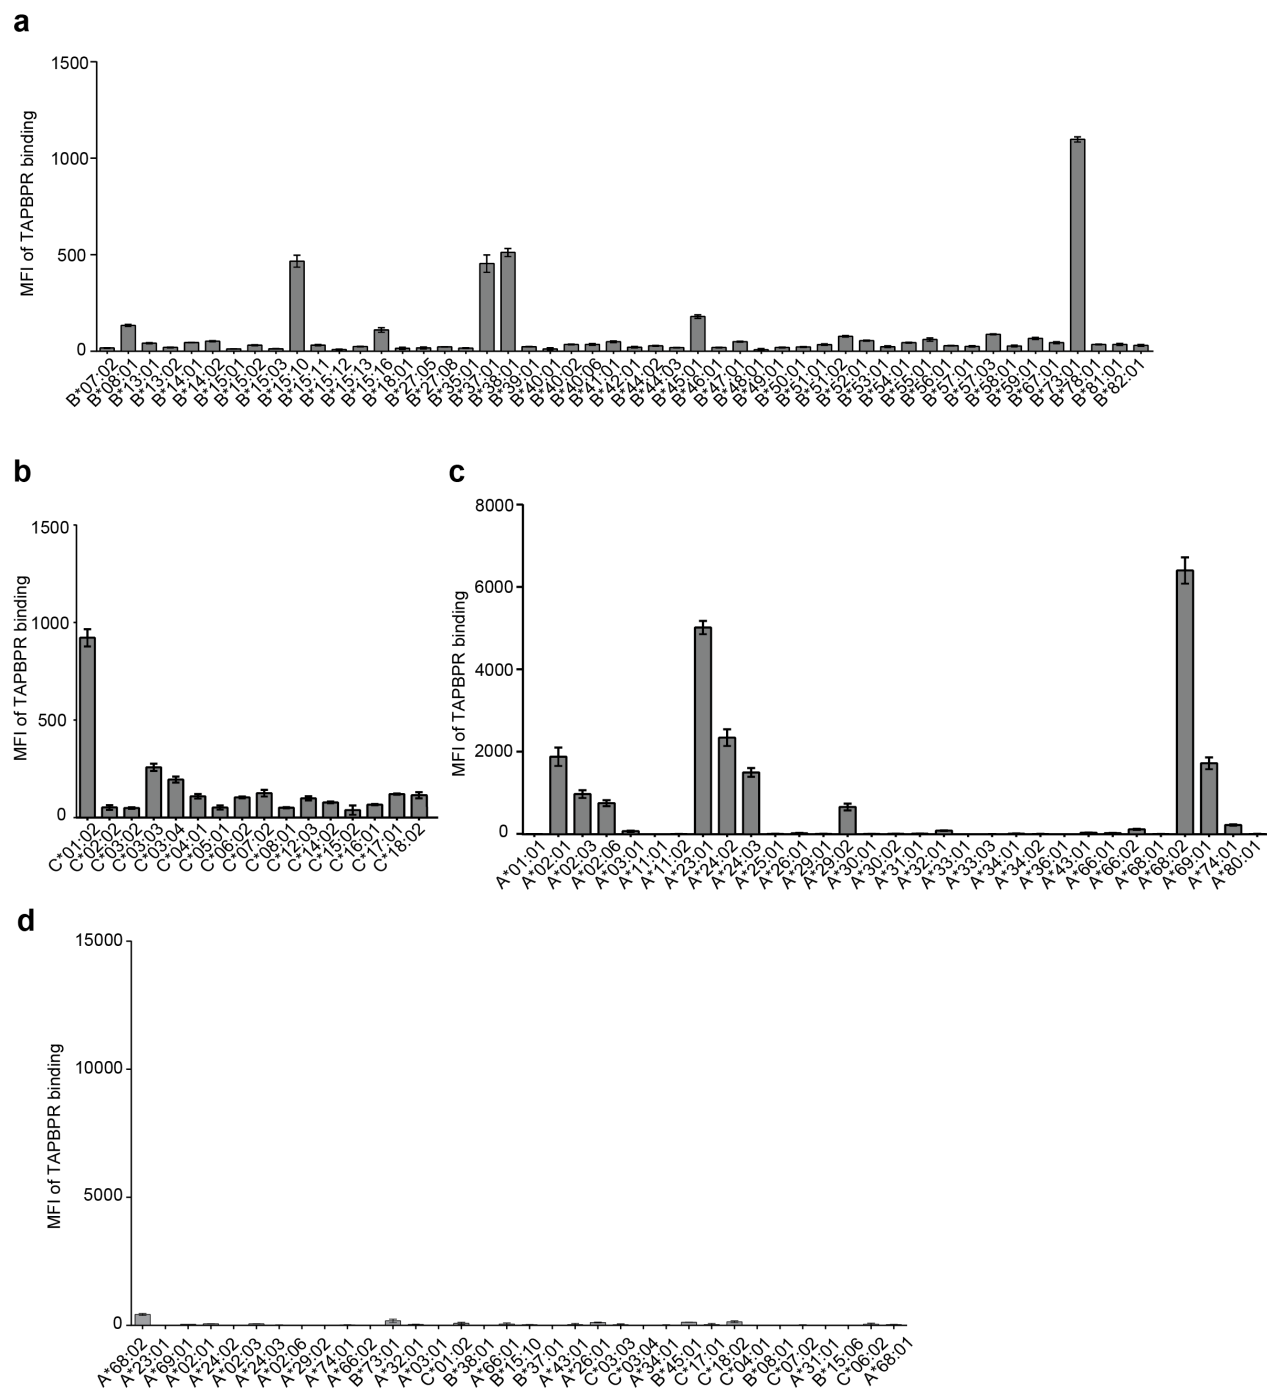 a
1500
1000
500
0
MFI of TAPBPR binding
B*07:02
B*08:01
B*13:01
B*13:02
B*14:01
B*14:02
B*15:01
B*15:02
B*15:03
B*15:10
B*15:11
B*15:12
B*15:13
B*15:16
B*18:01
B*27:05
B*27:08
B*35:01
B*37:01
B*38:01
B*39:01
B*40:01
B*40:02
B*40:06
B*41:01
B*42:01
B*44:02
B*44:03
B*45:01
B*46:01
B*47:01
B*48:01
B*49:01
B*50:01
B*51:01
B*51:02
B*52:01
B*53:01
B*54:01
B*55:01
B*56:01
B*57:01
B*57:03
B*58:01
B*59:01
B*67:01
B*73:01
B*78:01
B*81:01
B*82:01
b
1500
1000
500
0
MFI of TAPBPR binding
C*01:02
C*02:02
C*03:02
C*03:03
C*03:04
C*04:01
C*05:01
C*06:02
C*07:02
C*08:01
C*12:03
C*14:02
C*15:02
C*16:01
C*17:01
C*18:02
c
8000
6000
4000
2000
0
MFI of TAPBPR binding
A*01:01
A*02:01
A*02:03
A*02:06
A*03:01
A*11:01
A*11:02
A*23:01
A*24:02
A*24:03
A*25:01
A*26:01
A*29:01
A*29:02
A*30:01
A*30:02
A*31:01
A*32:01
A*33:01
A*33:03
A*34:01
A*34:02
A*36:01
A*43:01
A*66:01
A*66:02
A*68:01
A*68:02
A*69:01
A*74:01
A*80:01
d
15000
10000
5000
0
MFI of TAPBPR binding
A*68:02
A*23:01
A*69:01
A*02:01
A*24:02
A*02:03
A*24:03
A*02:06
A*29:02
A*74:01
A*66:02
B*73:01
A*32:01
A*03:01
C*01:02
B*38:01
A*66:01
B*15:10
B*37:01
A*43:01
A*26:01
C*03:03
C*03:04
A*34:01
B*45:01
C*17:01
C*18:02
C*04:01
B*08:01
C*07:02
A*31:01
B*15:06
C*06:02
A*68:01